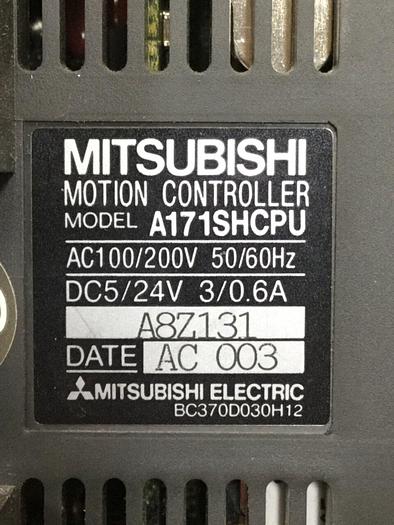 MITSUBISHI
MOTION CONTROLLER
MODEL A171SHCPU
AC100/200V 50/60Hz
DC5/24V 3/0.6A
A8Z131
DATE AC 003
MITSUBISHI ELECTRIC
BC370D030H12